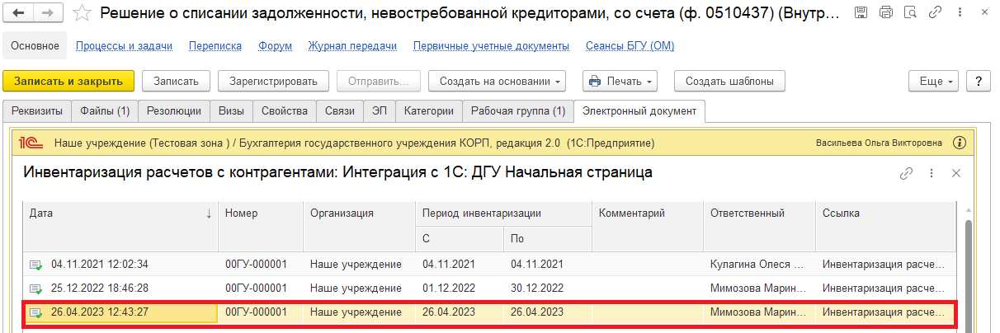 Решение о списании задолженности, невостребованной кредиторами, со счета (ф. 0510437) (Внутр...
Основное Процессы и задачи Переписка Форум Журнал передачи Первичные учетные документы Сеансы БГУ (ОМ)
Записать и закрыть Записать Зарегистрировать Отправить... Создать на основании Печать Создать шаблоны Еще ?
Реквизиты Файлы (1) Резолюции Визы Свойства Связи ЭП Категории Рабочая группа (1) Электронный документ
1С Наше учреждение (Тестовая зона ) / Бухгалтерия государственного учреждения КОРП, редакция 2.0 (1С:Предприятие) Васильева Ольга Викторовна
Инвентаризация расчетов с контрагентами: Интеграция с 1С: ДГУ Начальная страница
Дата Номер Организация Период инвентаризации Комментарий Ответственный Ссылка
С По
04.11.2021 12:02:34 00ГУ-000001 Наше учреждение 04.11.2021 04.11.2021 Кулагина Олеся ... Инвентаризация расче...
25.12.2022 18:46:28 00ГУ-000001 Наше учреждение 01.12.2022 30.12.2022 Мимозова Марин... Инвентаризация расче...
26.04.2023 12:43:27 00ГУ-000001 Наше учреждение 26.04.2023 26.04.2023 Мимозова Марин... Инвентаризация расче...